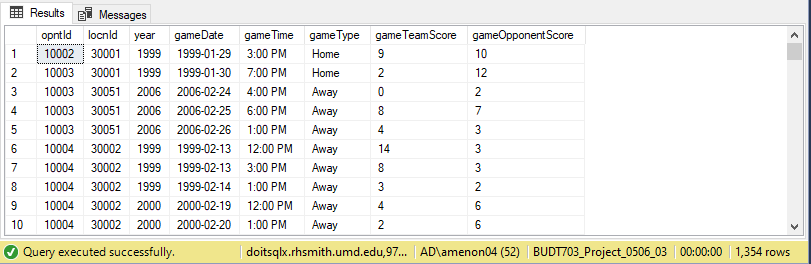 Results Messages
opntId locnId year gameDate gameTime gameType gameTeamScore gameOpponentScore
1 10002 30001 1999 1999-01-29 3:00 PM Home 9 10
2 10003 30001 1999 1999-01-30 7:00 PM Home 2 12
3 10003 30051 2006 2006-02-24 4:00 PM Away 0 2
4 10003 30051 2006 2006-02-25 6:00 PM Away 8 7
5 10003 30051 2006 2006-02-26 1:00 PM Away 4 3
6 10004 30002 1999 1999-02-13 12:00 PM Away 14 3
7 10004 30002 1999 1999-02-13 3:00 PM Away 8 3
8 10004 30002 1999 1999-02-14 1:00 PM Away 3 2
9 10004 30002 2000 2000-02-19 12:00 PM Away 4 6
10 10004 30002 2000 2000-02-20 1:00 PM Away 2 6
Query executed successfully. doitsqlx.rhsmith.umd.edu,97... AD\amenon04 (52) BUDT703_Project_0506_03 00:00:00 1,354 rows